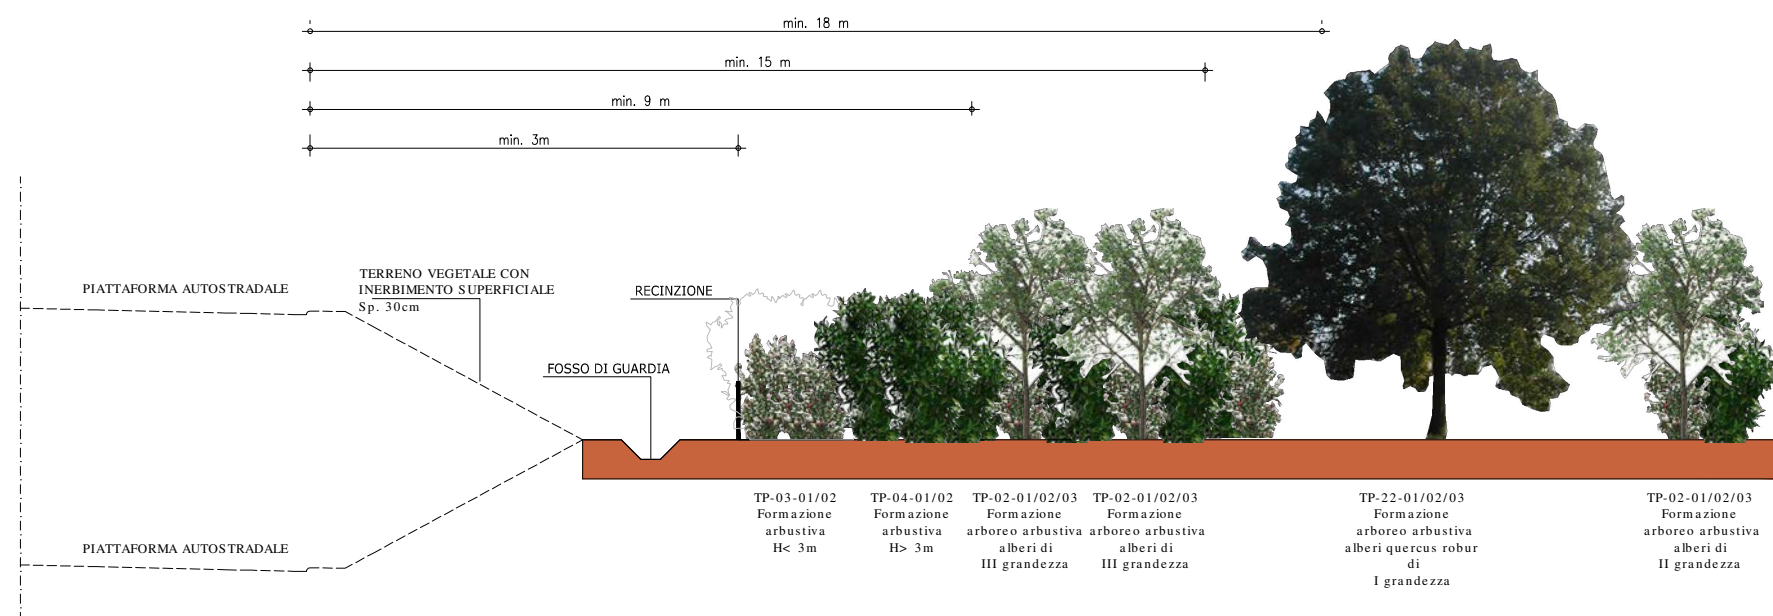 min. 18 m
min. 15 m
min. 9 m
min. 3m
TERRENO VEGETALE CON
INERBIMENTO SUPERFICIALE
Sp. 30cm
PIATTAFORMA AUTOSTRADALE
RECINZIONE
FOSSO DI GUARDIA
PIATTAFORMA AUTOSTRADALE
TP-03-01/02
Formazione
arbustiva
H< 3m
TP-04-01/02
Formazione
arbustiva
H> 3m
TP-02-01/02/03
Formazione
arboreo arbustiva
alberi di
III grandezza
TP-02-01/02/03
Formazione
arboreo arbustiva
alberi di
III grandezza
TP-22-01/02/03
Formazione
arboreo arbustiva
alberi quercus robur
di
I grandezza
TP-02-01/02/03
Formazione
arboreo arbustiva
alberi di
II grandezza